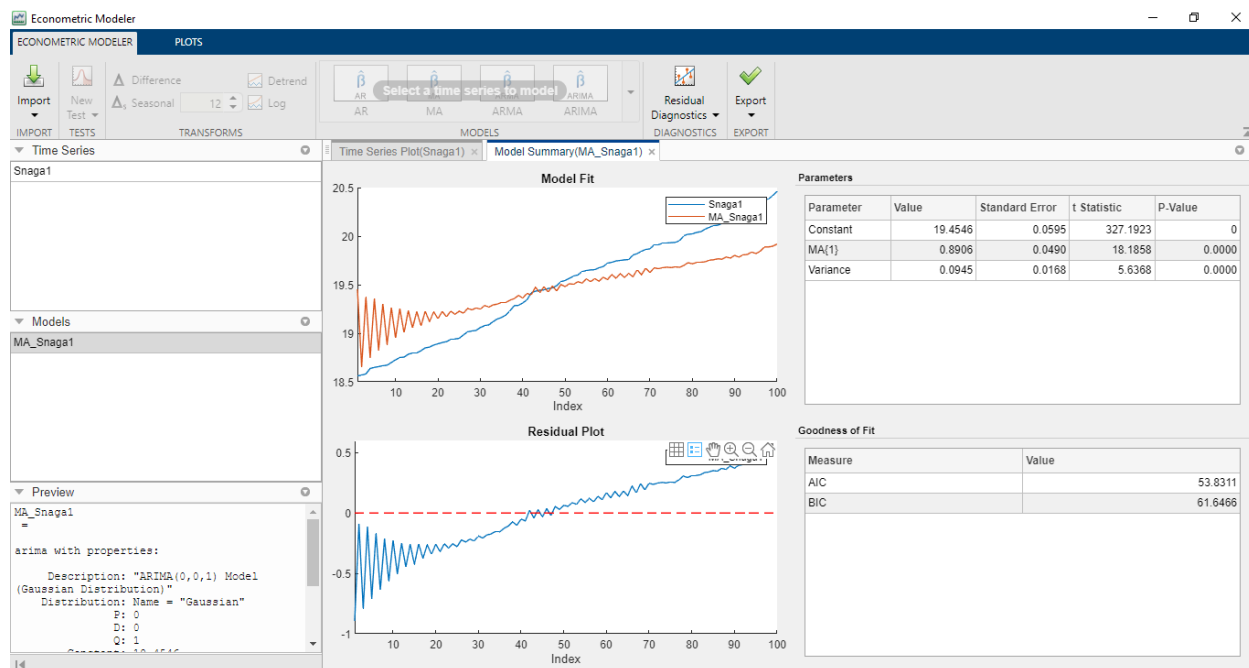 Econometric Modeler
ECONOMETRIC MODELER PLOTS
Import
New Test
Δ Difference
Δs Seasonal 12
Detrend
Log
β̂ AR β̂ β̂ β̂ ARIMA
Select a time series to model
AR MA ARMA ARIMA
Residual Diagnostics
Export
IMPORT TESTS TRANSFORMS MODELS DIAGNOSTICS EXPORT
Time Series
Snaga1
Models
MA_Snaga1
Preview
MA_Snaga1
=
arima with properties:
Description: "ARIMA(0,0,1) Model
(Gaussian Distribution)"
Distribution: Name = "Gaussian"
P: 0
D: 0
Q: 1
Time Series Plot(Snaga1) × Model Summary(MA_Snaga1) ×
Model Fit
20.5
20
19.5
19
18.5
Snaga1
MA_Snaga1
10 20 30 40 50 60 70 80 90 100
Index
Residual Plot
0.5
0
-0.5
-1
MA_Snaga1
10 20 30 40 50 60 70 80 90 100
Index
Parameters
Parameter Value Standard Error t Statistic P-Value
Constant 19.4546 0.0595 327.1923 0
MA{1} 0.8906 0.0490 18.1858 0.0000
Variance 0.0945 0.0168 5.6368 0.0000
Goodness of Fit
Measure Value
AIC 53.8311
BIC 61.6466